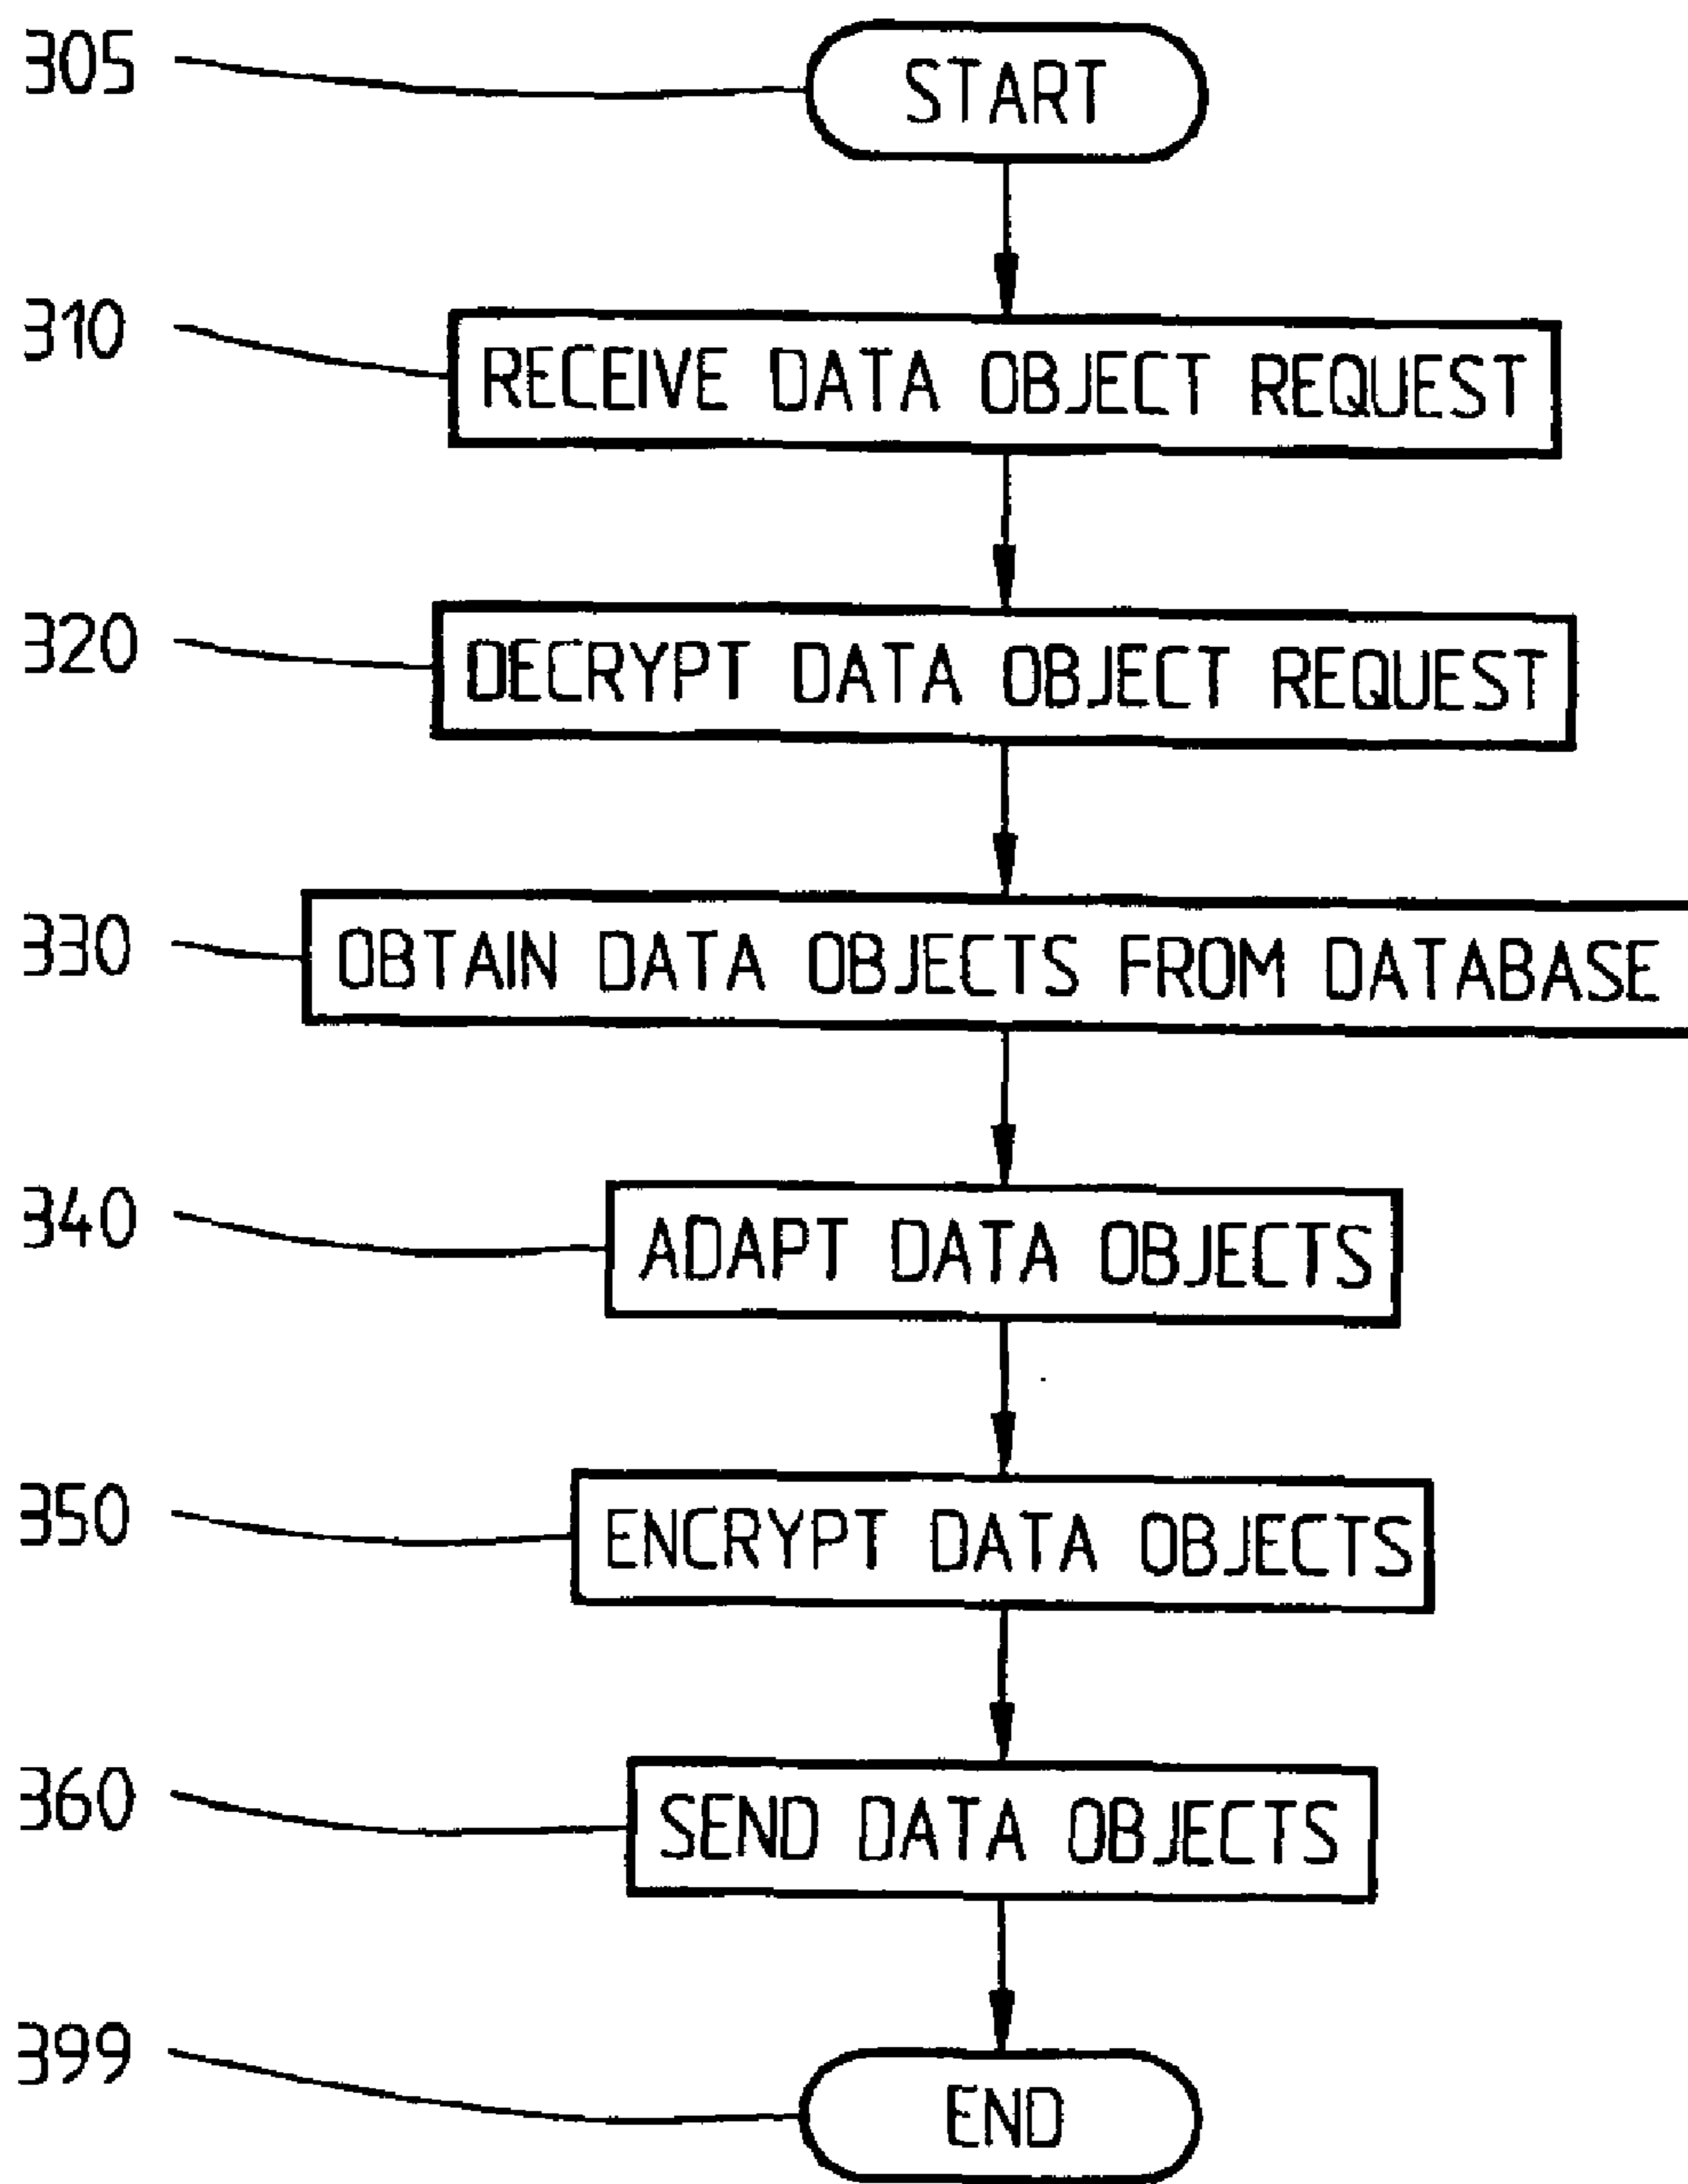 305 START
310 RECEIVE DATA OBJECT REQUEST
320 DECRYPT DATA OBJECT REQUEST
330 OBTAIN DATA OBJECTS FROM DATABASE
340 ADAPT DATA OBJECTS
350 ENCRYPT DATA OBJECTS
360 SEND DATA OBJECTS
399 END